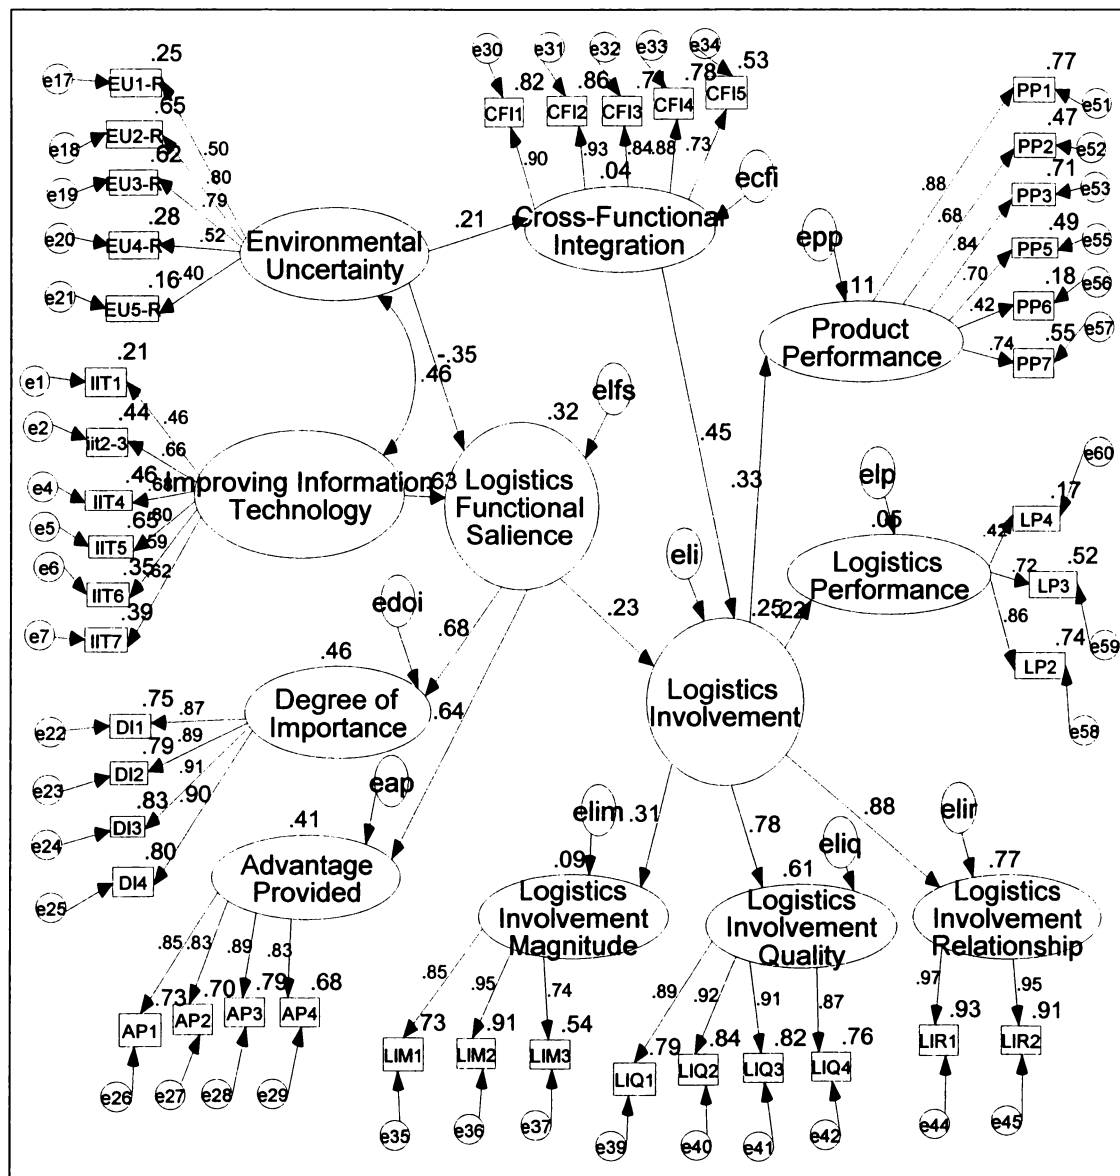 .25
e17
EU1-R
.65
e18
EU2-R
.62
e19
EU3-R
.28
e20
EU4-R
.16
e21
EU5-R
.50
.80
.79
.52
.40
Environmental
Uncertainty
.21
e30
e31
e32
e33
e34
.82
.86
.78
.53
CFI1
CFI2
CFI3
CFI4
CFI5
.90
.93
.84
.88
.73
.04
ecfi
Cross-Functional
Integration
epp
.11
Product
Performance
.88
.68
.84
.70
.42
.74
.77
PP1
e51
.47
PP2
e52
.71
PP3
e53
.49
PP5
e55
.18
PP6
e56
.55
PP7
e57
-.35
.46
.21
e1
IIT1
.44
e2
iit2-3
.46
e4
IIT4
.65
e5
IIT5
.35
e6
IIT6
.39
e7
IIT7
.46
.66
.68
.80
.59
.62
Improving Information
Technology
.63
.32
elfs
Logistics
Functional
Salience
.45
.33
elp
.05
Logistics
Performance
.42
.72
.86
e60
.17
LP4
.52
LP3
e59
.74
LP2
e58
eli
.23
.25
.22
Logistics
Involvement
edoi
.68
.46
Degree of
Importance
.64
.75
e22
DI1
.87
.79
e23
DI2
.89
.83
e24
DI3
.91
.80
e25
DI4
.90
eap
.41
Advantage
Provided
.85
.83
.89
.83
.73
.70
.79
.68
AP1
AP2
AP3
AP4
e26
e27
e28
e29
.31
.78
.88
elim
.09
Logistics
Involvement
Magnitude
.85
.95
.74
.73
.91
.54
LIM1
LIM2
LIM3
e35
e36
e37
eliq
.61
Logistics
Involvement
Quality
.89
.92
.91
.87
.79
.84
.82
.76
LIQ1
LIQ2
LIQ3
LIQ4
e39
e40
e41
e42
elir
.77
Logistics
Involvement
Relationship
.97
.95
.93
.91
LIR1
LIR2
e44
e45